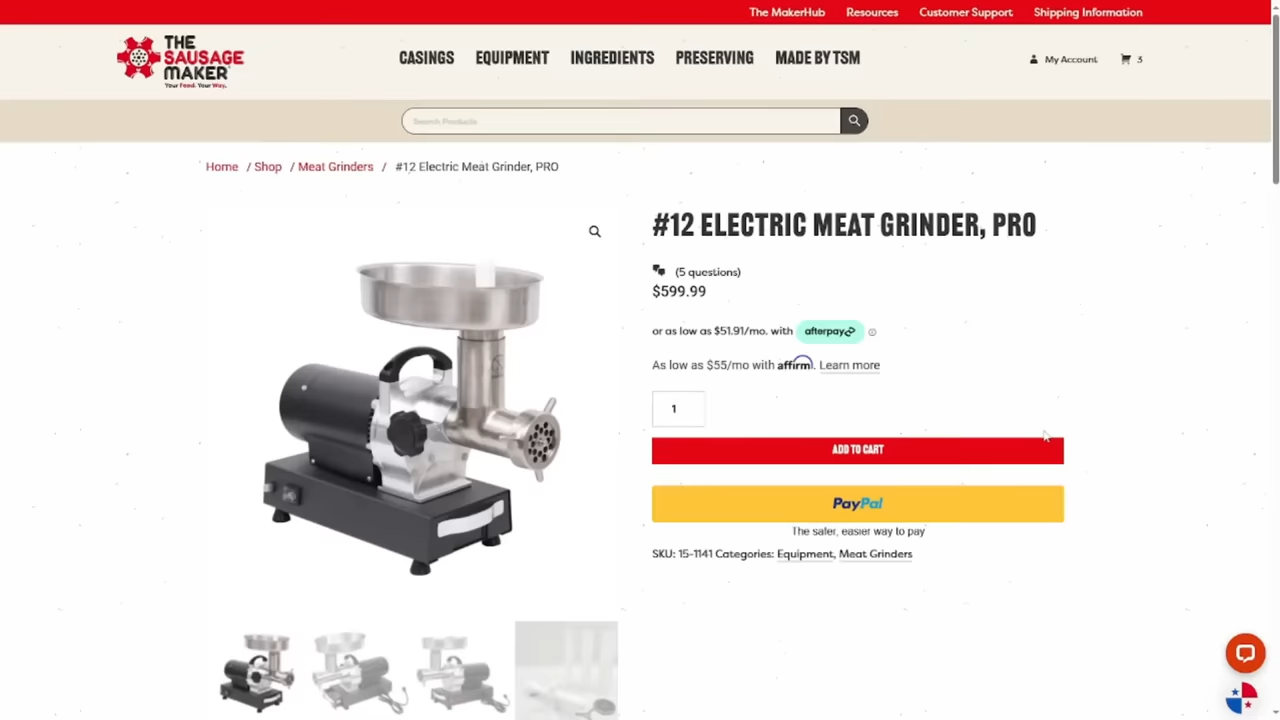 The MakerHub Resources Customer Support Shipping Information
THE
SAUSAGE
MAKER
Your Food. Your Way.
CASINGS EQUIPMENT INGREDIENTS PRESERVING MADE BY TSM
My Account 3
Search Products
Home / Shop / Meat Grinders / #12 Electric Meat Grinder, PRO
#12 ELECTRIC MEAT GRINDER, PRO
(5 questions)
$599.99
or as low as $51.91/mo. with afterpay
As low as $55/mo with affirm. Learn more
1
ADD TO CART
PayPal
The safer, easier way to pay
SKU: 15-1141 Categories: Equipment, Meat Grinders